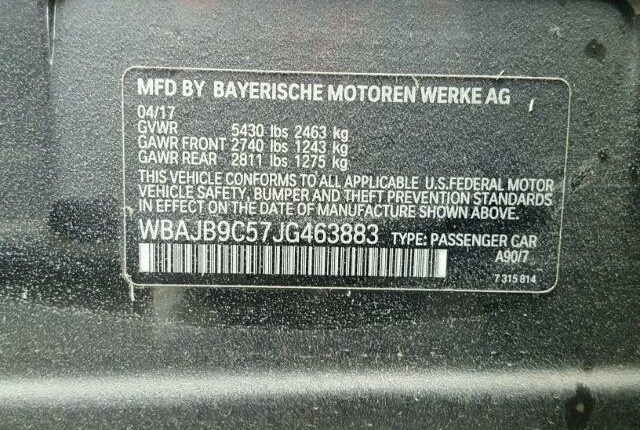 MFD BY BAYERISCHE MOTOREN WERKE AG
04/17
GVWR 5430 lbs 2463 kg
GAWR FRONT 2740 lbs 1243 kg
GAWR REAR 2811 lbs 1275 kg
THIS VEHICLE CONFORMS TO ALL APPLICABLE U.S.FEDERAL MOTOR
VEHICLE SAFETY, BUMPER AND THEFT PREVENTION STANDARDS
IN EFFECT ON THE DATE OF MANUFACTURE SHOWN ABOVE.
WBAJB9C57JG463883 TYPE: PASSENGER CAR
A90/7
7 315 814